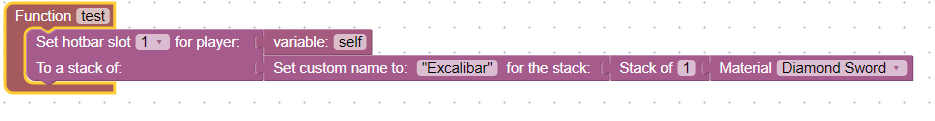 Function test
Set hotbar slot 1 for player: variable: self
To a stack of: Set custom name to: "Excalibar" for the stack: Stack of 1 Material Diamond Sword